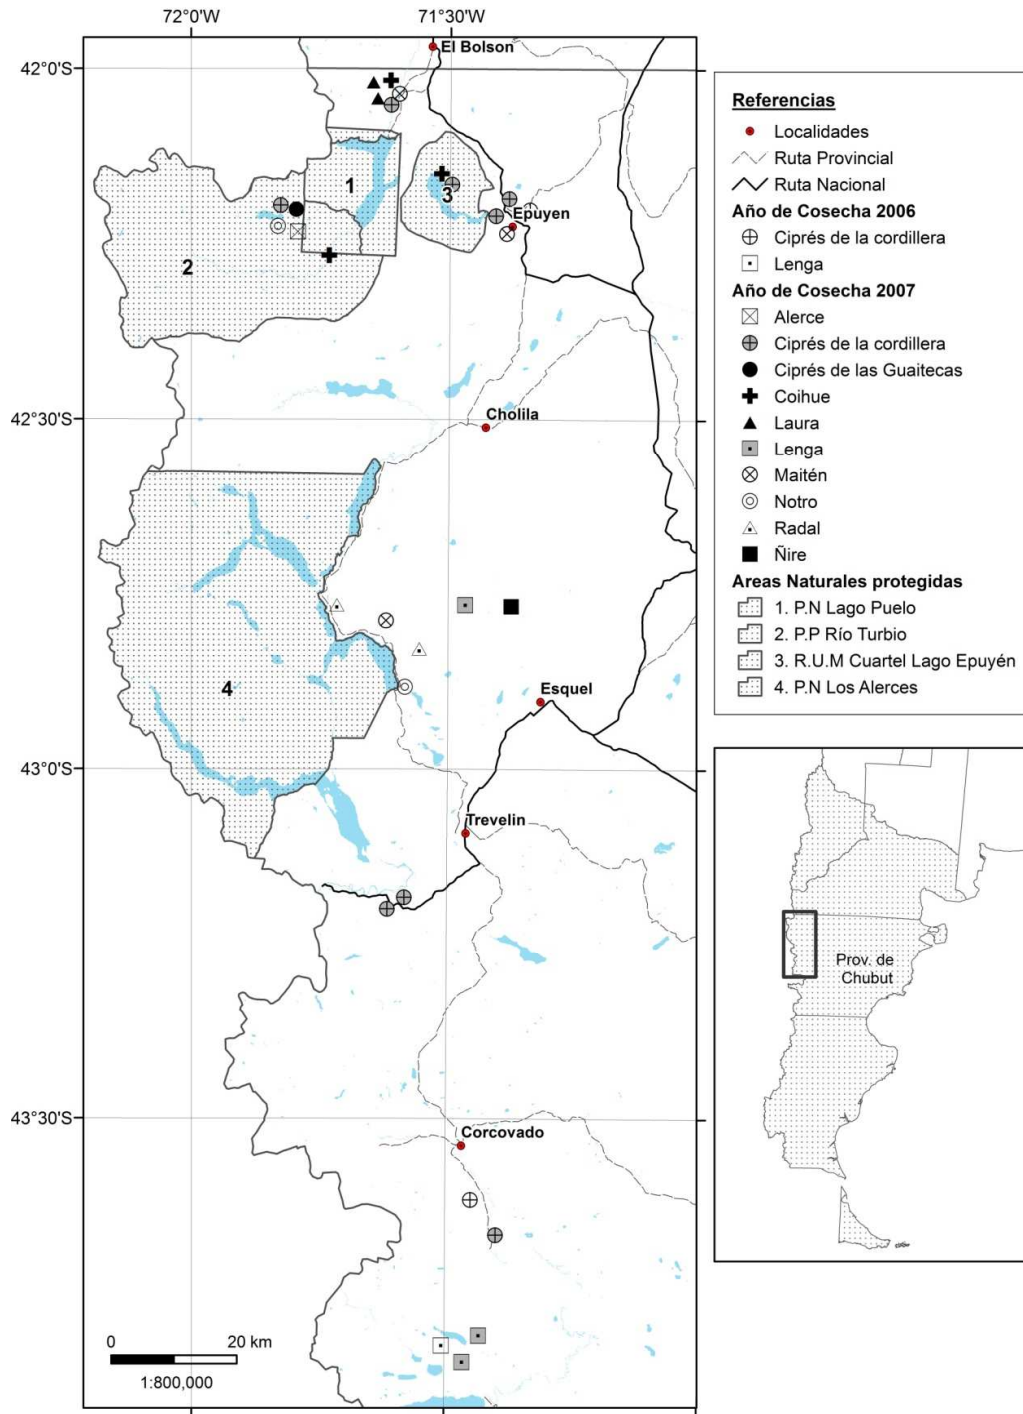 72°0'W
71°30'W
42°0'S
42°30'S
43°0'S
43°30'S
El Bolson
1
3
Epuyen
2
Cholila
4
Esquel
Trevelin
Corcovado
0 20 km
1:800,000
Referencias
Localidades
Ruta Provincial
Ruta Nacional
Año de Cosecha 2006
Ciprés de la cordillera
Lenga
Año de Cosecha 2007
Alerce
Ciprés de la cordillera
Ciprés de las Guaitecas
Coihue
Laura
Lenga
Maitén
Notro
Radal
Ñire
Areas Naturales protegidas
1. P.N Lago Puelo
2. P.P Río Turbio
3. R.U.M Cuartel Lago Epuyén
4. P.N Los Alerces
Prov. de
Chubut